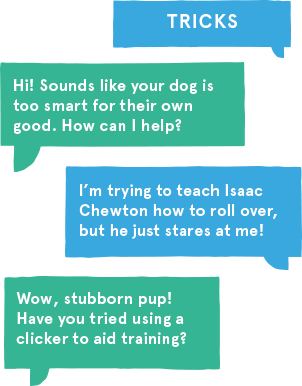 TRICKS
Hi! Sounds like your dog is
too smart for their own
good. How can I help?
I’m trying to teach Isaac
Chewton how to roll over,
but he just stares at me!
Wow, stubborn pup!
Have you tried using a
clicker to aid training?